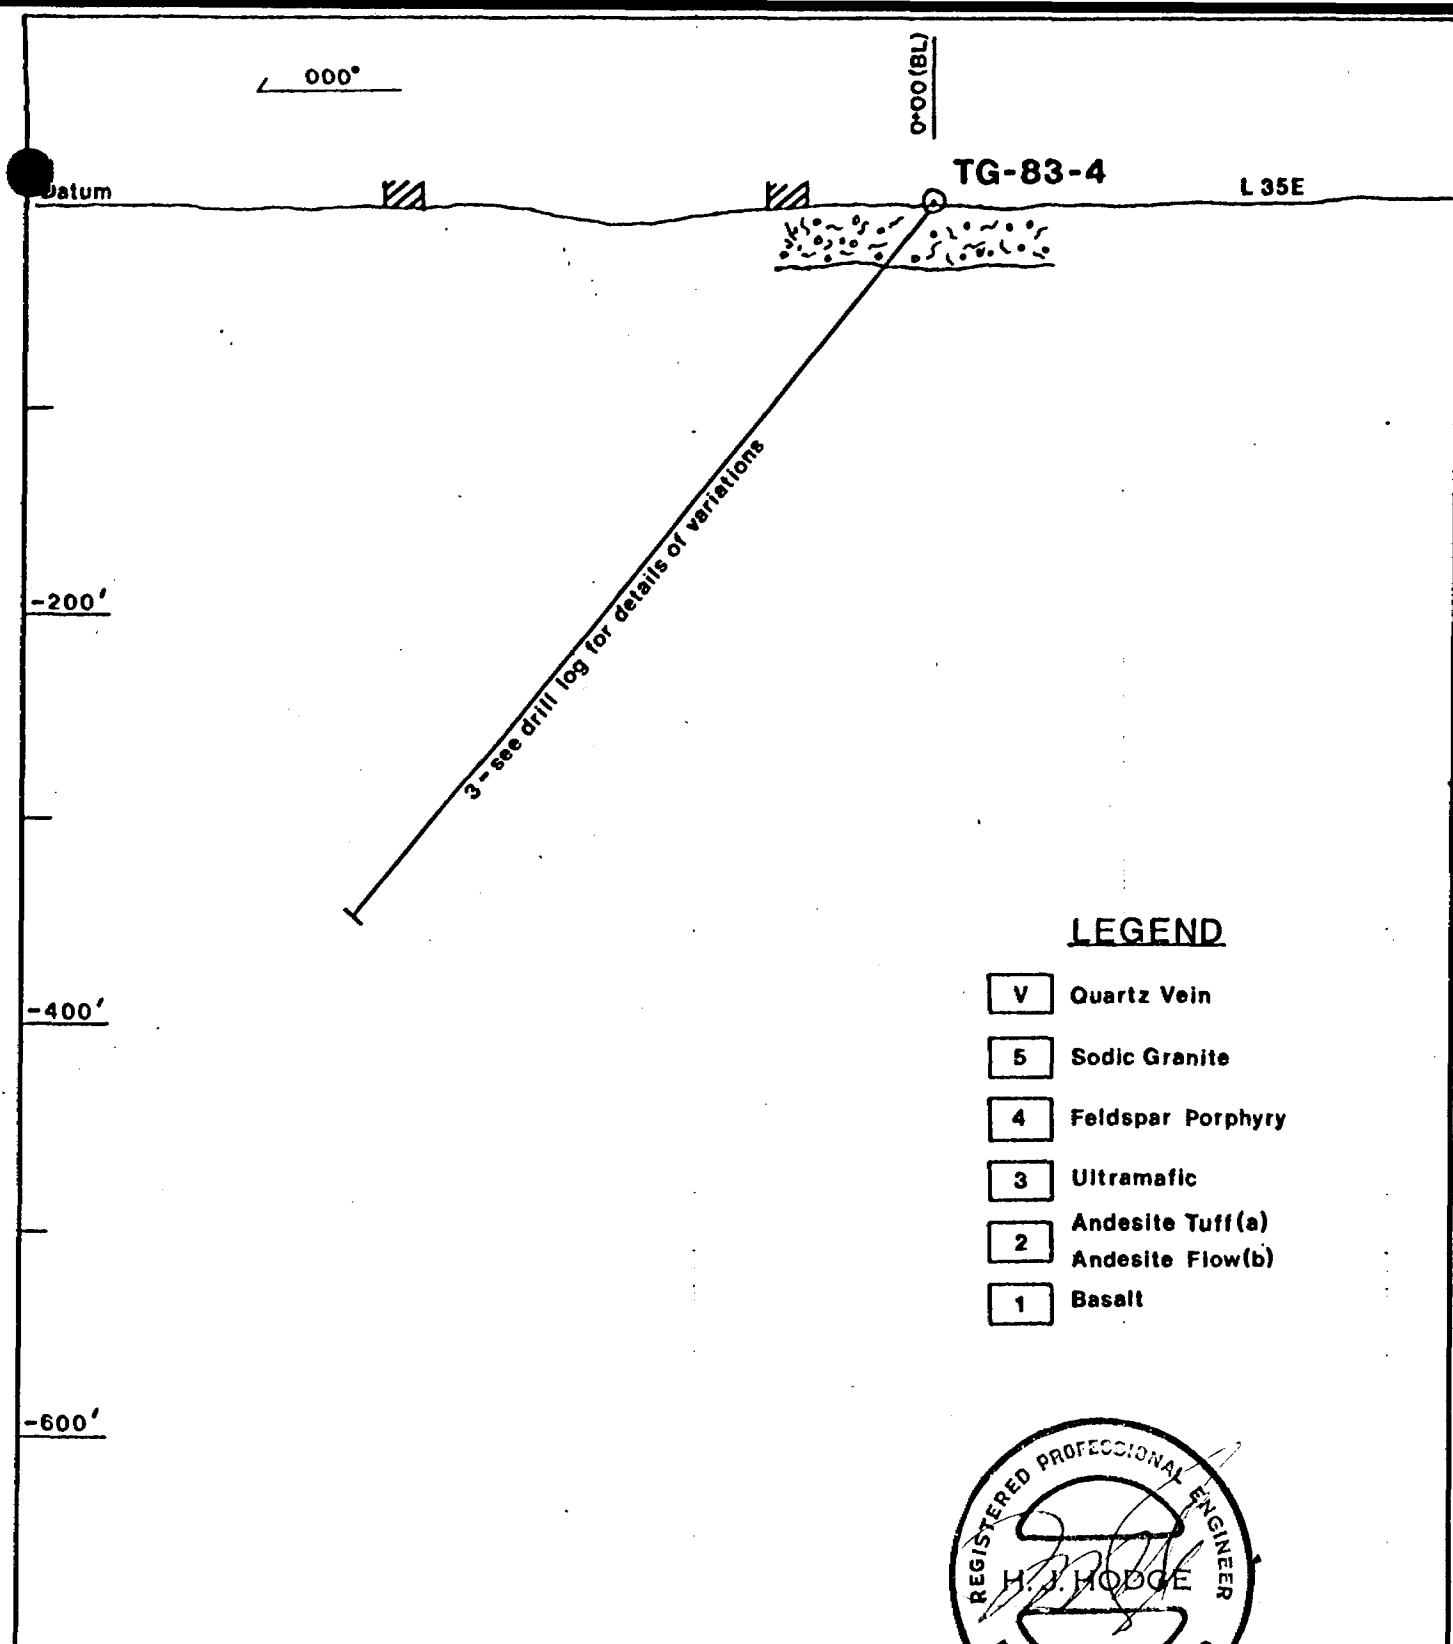 000°
0+00(BL)
TG-83-4
Datum
L 35E
3 - see drill log for details of variations
-200'
-400'
-600'
LEGEND
V Quartz Vein
5 Sodic Granite
4 Feldspar Porphyry
3 Ultramafic
2 Andesite Tuff(a)
Andesite Flow(b)
1 Basalt
REGISTERED PROFESSIONAL ENGINEER
H. J. HODGE